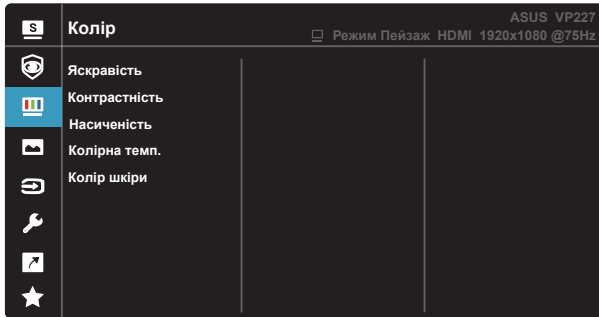 S
Колір
ASUS VP227
Режим Пейзаж HDMI 1920x1080 @75Hz
Яскравість
Контрастність
Насиченість
Колірна темп.
Колір шкіри